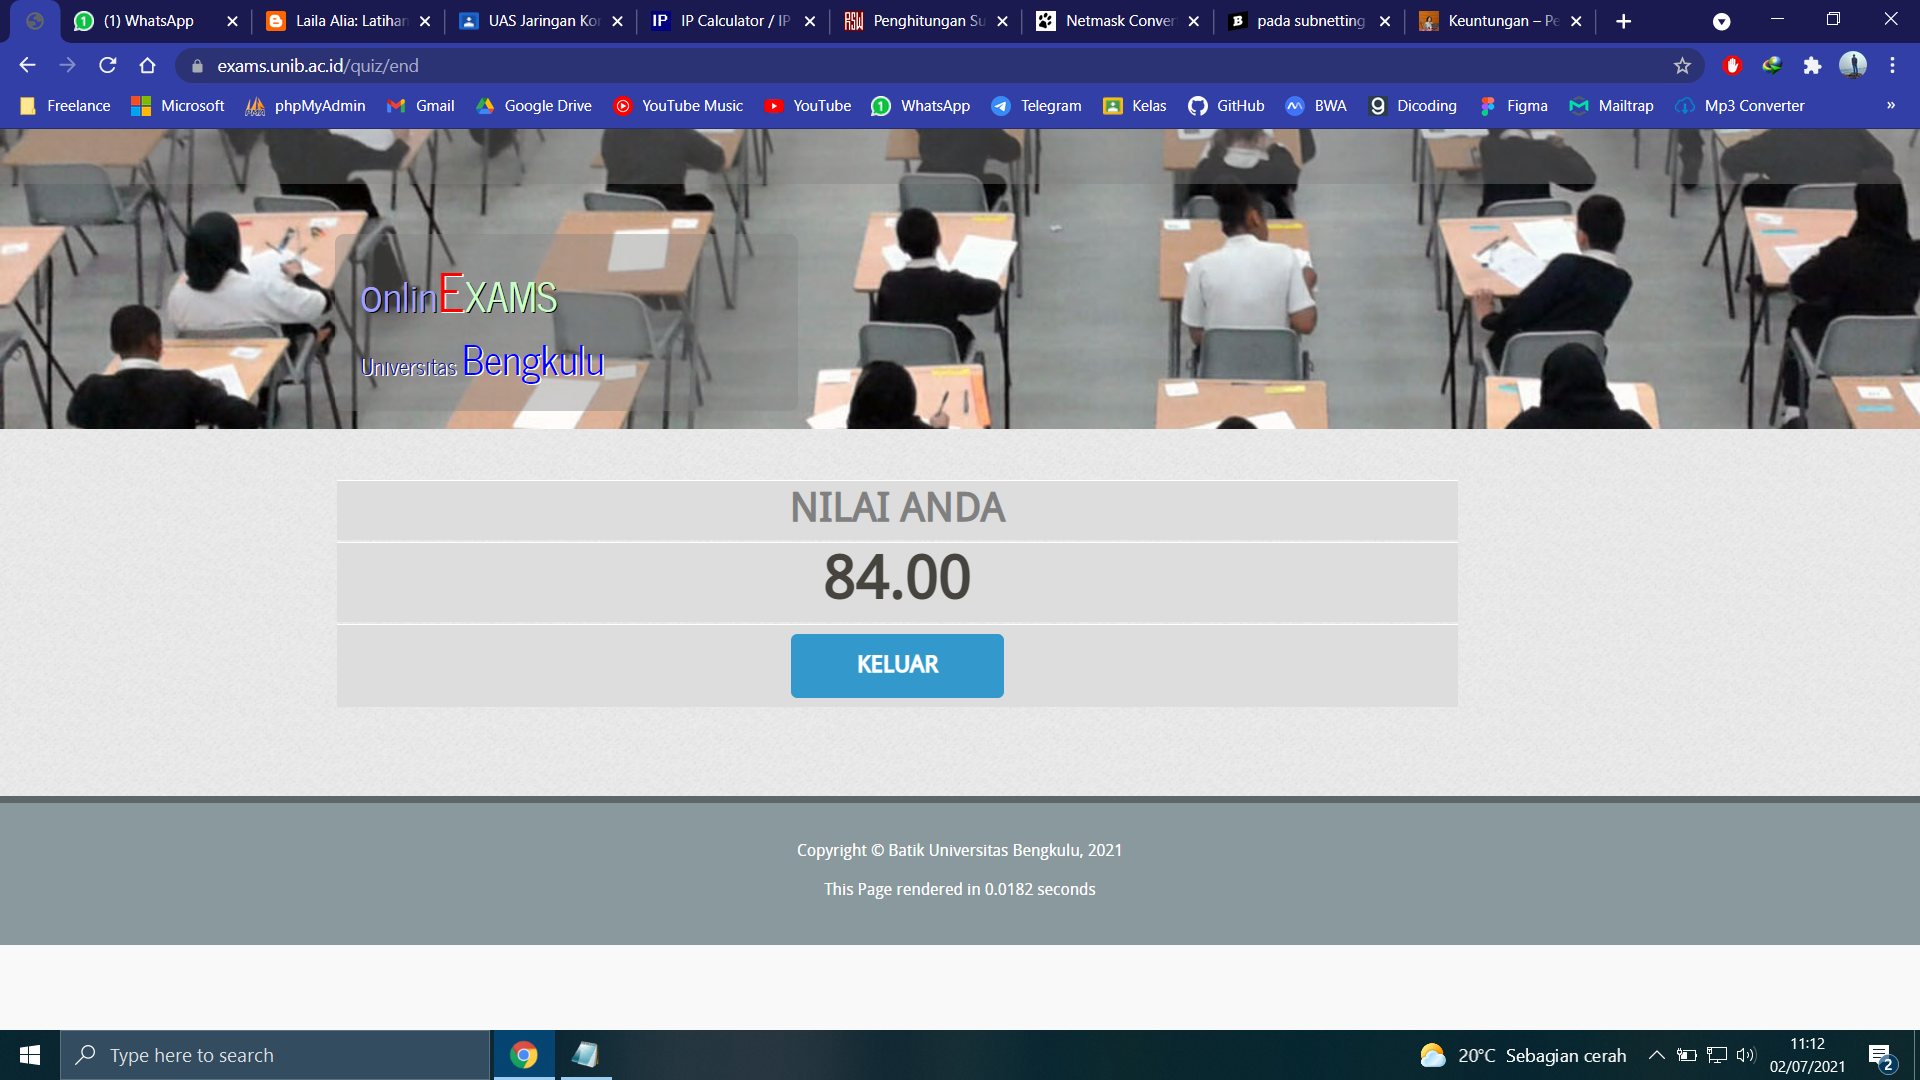 (1) WhatsApp
Laila Alia: Latihan
UAS Jaringan Kor
IP
IP Calculator / IP
RSW
Penghitungan Su
Netmask Conver
B
pada subnetting
Keuntungan – Pe
exams.unib.ac.id/quiz/end
Freelance
Microsoft
phpMyAdmin
Gmail
Google Drive
YouTube Music
YouTube
WhatsApp
Telegram
Kelas
GitHub
BWA
Dicoding
Figma
Mailtrap
Mp3 Converter
»
onlinEXAMS
Universitas Bengkulu
NILAI ANDA
84.00
KELUAR
Copyright © Batik Universitas Bengkulu, 2021
This Page rendered in 0.0182 seconds
Type here to search
20°C Sebagian cerah
11:12
02/07/2021
2